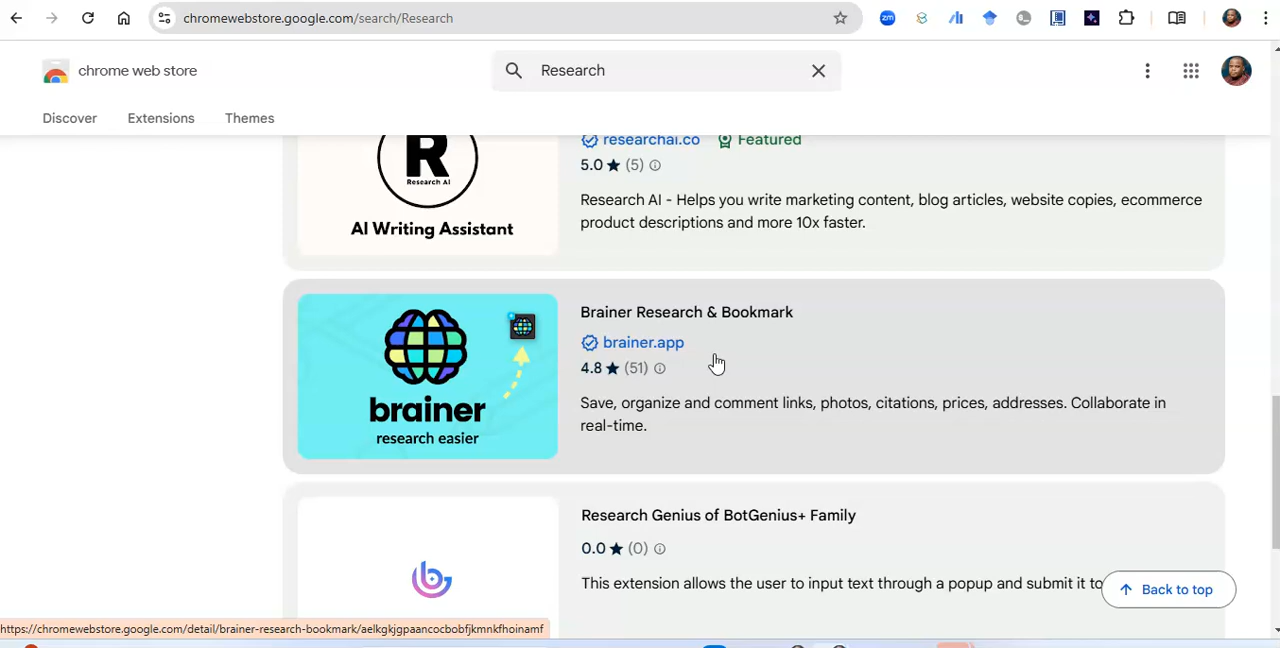 chromewebstore.google.com/search/Research
zm
chrome web store
Research
Discover
Extensions
Themes
R
Research AI
AI Writing Assistant
researchai.co
Featured
5.0 ★ (5)
Research AI - Helps you write marketing content, blog articles, website copies, ecommerce
product descriptions and more 10x faster.
brainer
research easier
Brainer Research & Bookmark
brainer.app
4.8 ★ (51)
Save, organize and comment links, photos, citations, prices, addresses. Collaborate in
real-time.
Research Genius of BotGenius+ Family
0.0 ★ (0)
This extension allows the user to input text through a popup and submit it to
Back to top
https://chromewebstore.google.com/detail/brainer-research-bookmark/aelkgkjgpaancocbobfjkmnkfhoinamf